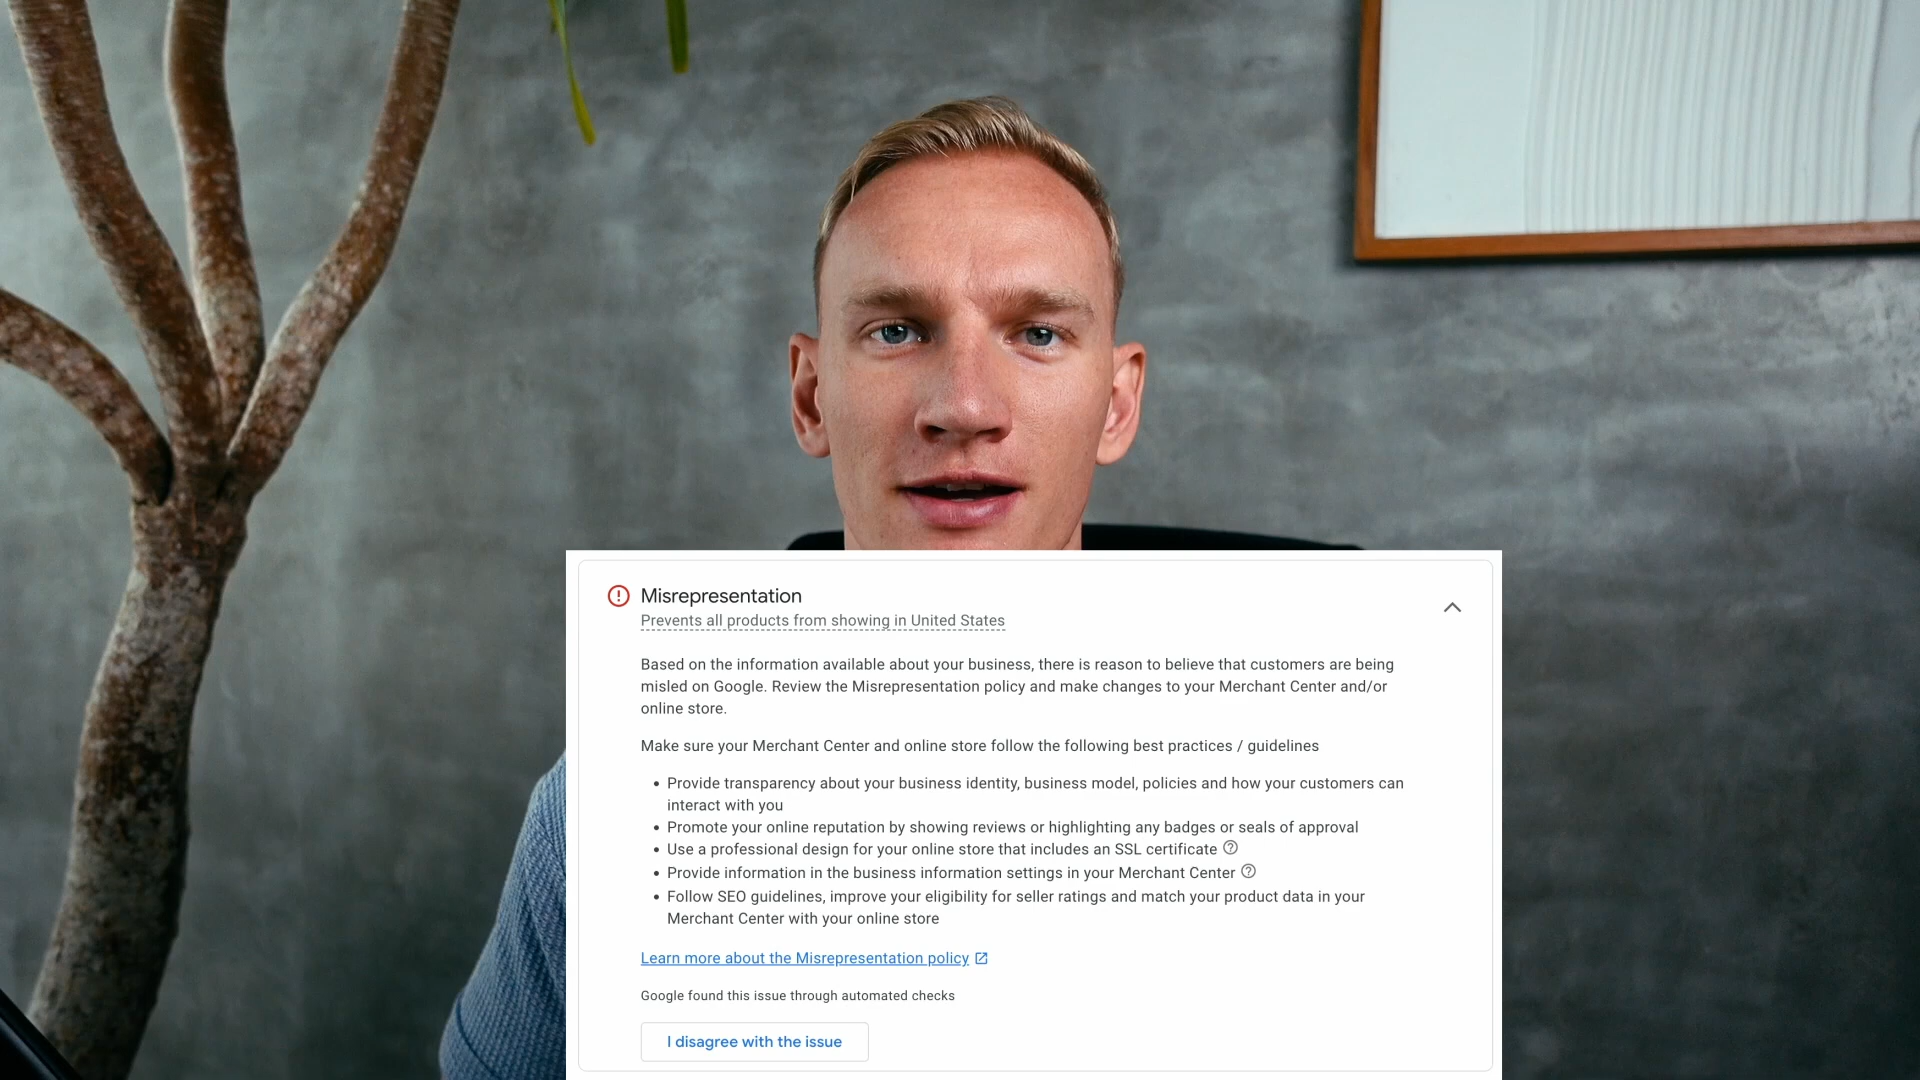 Misrepresentation
Prevents all products from showing in United States
Based on the information available about your business, there is reason to believe that customers are being
misled on Google. Review the Misrepresentation policy and make changes to your Merchant Center and/or
online store.
Make sure your Merchant Center and online store follow the following best practices / guidelines
• Provide transparency about your business identity, business model, policies and how your customers can
interact with you
• Promote your online reputation by showing reviews or highlighting any badges or seals of approval
• Use a professional design for your online store that includes an SSL certificate
• Provide information in the business information settings in your Merchant Center
• Follow SEO guidelines, improve your eligibility for seller ratings and match your product data in your
Merchant Center with your online store
Learn more about the Misrepresentation policy
Google found this issue through automated checks
I disagree with the issue